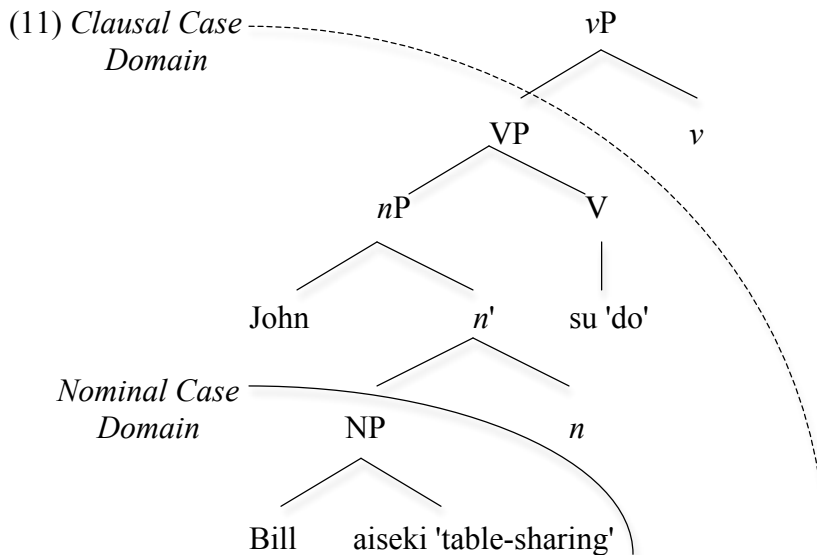 (11) Clausal Case vP
Domain
VP v
nP V
John n' su 'do'
Nominal Case
Domain NP n
Bill aiseki 'table-sharing'